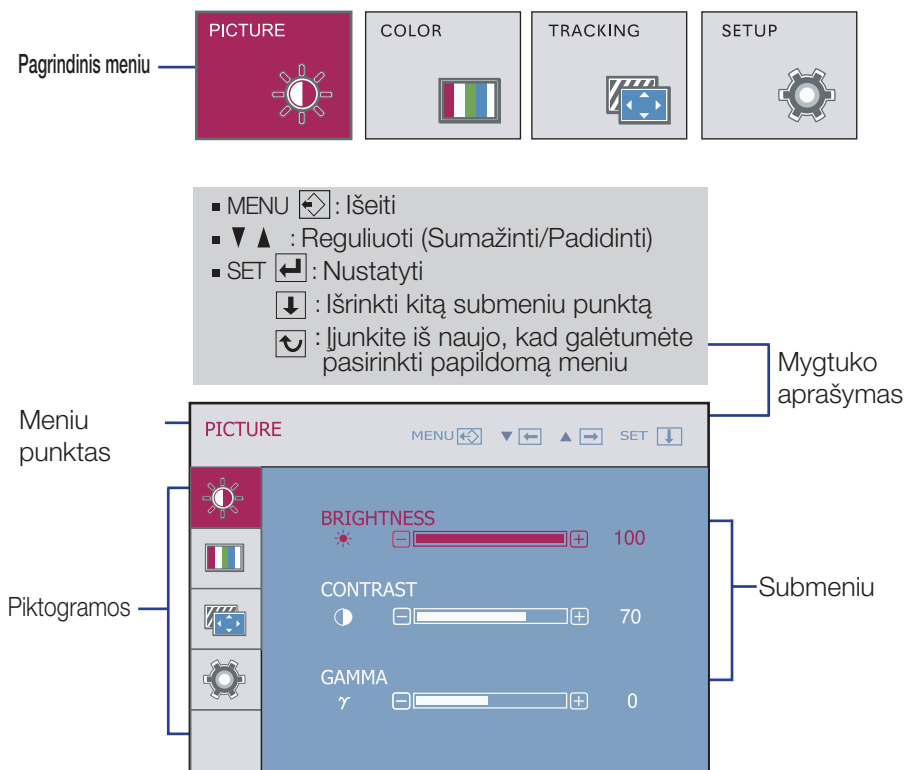 PICTURE
COLOR
TRACKING
SETUP
Pagrindinis meniu
MENU : Išeiti
▼ ▲ : Reguliuoti (Sumažinti/Padidinti)
SET : Nustatyti
: Išrinkti kitą submeniu punktą
: Įjunkite iš naujo, kad galėtumėte
pasirinkti papildomą meniu
Mygtuko
aprašymas
Meniu
punktas
PICTURE
MENU ▼ ▲ SET
BRIGHTNESS
100
CONTRAST
70
GAMMA
γ 0
Piktogramos
Submeniu